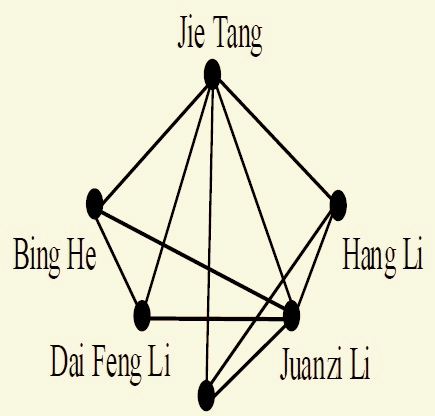 Jie Tang
Bing He
Hang Li
Dai Feng Li
Juanzi Li